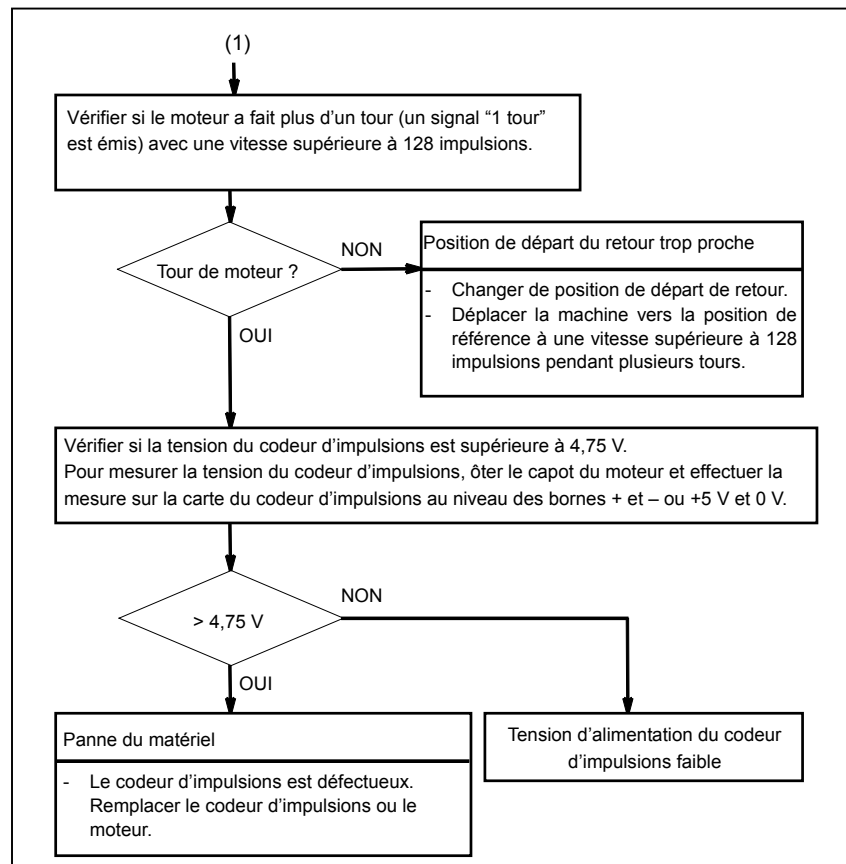 (1)
Vérifier si le moteur a fait plus d’un tour (un signal “1 tour”
est émis) avec une vitesse supérieure à 128 impulsions.
Tour de moteur ?
NON
Position de départ du retour trop proche
- Changer de position de départ de retour.
- Déplacer la machine vers la position de
référence à une vitesse supérieure à 128
impulsions pendant plusieurs tours.
OUI
Vérifier si la tension du codeur d’impulsions est supérieure à 4,75 V.
Pour mesurer la tension du codeur d’impulsions, ôter le capot du moteur et effectuer la
mesure sur la carte du codeur d’impulsions au niveau des bornes + et – ou +5 V et 0 V.
> 4,75 V
NON
OUI
Panne du matériel
- Le codeur d’impulsions est défectueux.
Remplacer le codeur d’impulsions ou le
moteur.
Tension d’alimentation du codeur
d’impulsions faible